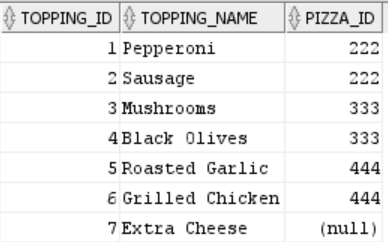 TOPPING_ID TOPPING_NAME PIZZA_ID
1 Pepperoni 222
2 Sausage 222
3 Mushrooms 333
4 Black Olives 333
5 Roasted Garlic 444
6 Grilled Chicken 444
7 Extra Cheese (null)